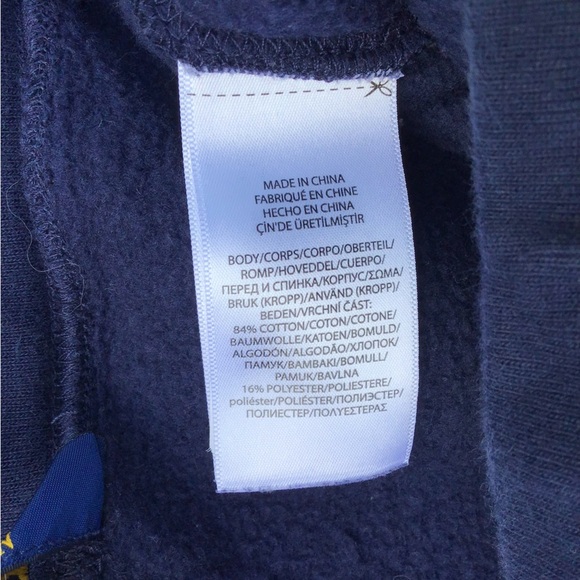 MADE IN CHINA
FABRIQUÉ EN CHINE
HECHO EN CHINA
ÇİN'DE ÜRETİLMİŞTİR
BODY/CORPS/CORPO/OBERTEIL/
ROMP/HOVEDDEL/CUERPO/
ПЕРЕД И СПИНКА/КОРПУС/ΣΩΜΑ/
BRUK (KROPP)/ANVÄND (KROPP)/
BEDEN/VRCHNÍ ČÁST:
84% COTTON/COTON/COTONE/
BAUMWOLLE/KATOEN/BOMULD/
ALGODÓN/ALGODÃO/ХЛОПОК/
ПАМУК/ΒΑΜΒΑΚΙ/BOMULL/
PAMUK/BAVLNA
16% POLYESTER/POLIESTERE/
poliéster/POLIÉSTER/ПОЛИЭСТЕР/
ПОЛИЕСТЕР/ΠΟΛΥΕΣΤΕΡΑΣ